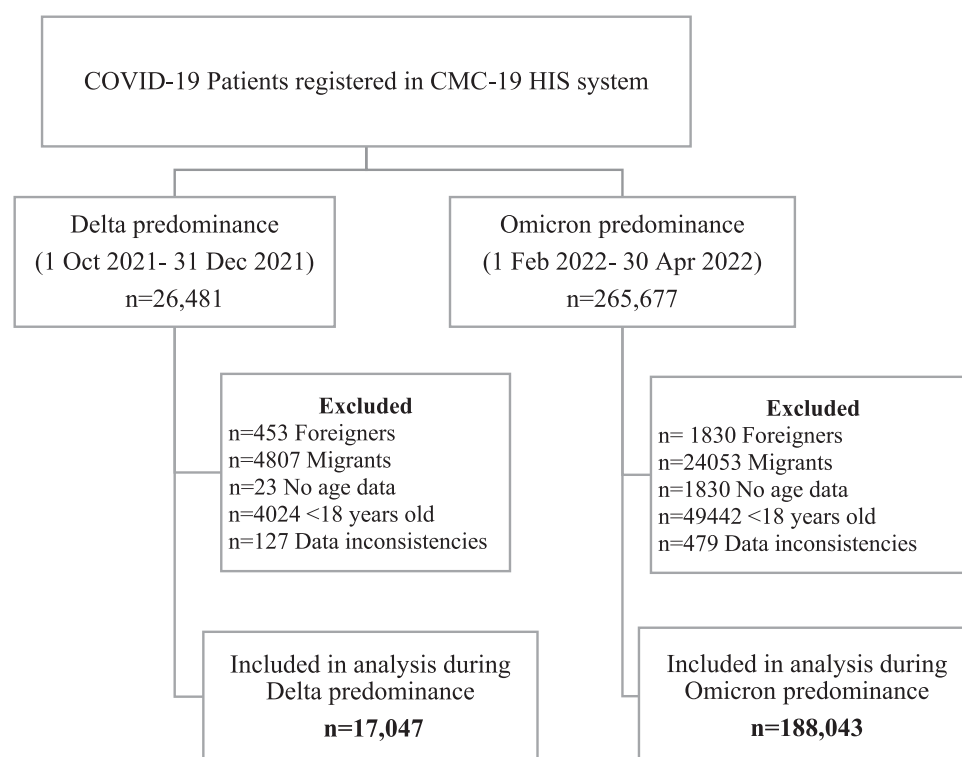 COVID-19 Patients registered in CMC-19 HIS system
Delta predominance
(1 Oct 2021- 31 Dec 2021)
n=26,481
Omicron predominance
(1 Feb 2022- 30 Apr 2022)
n=265,677
Excluded
n=453 Foreigners
n=4807 Migrants
n=23 No age data
n=4024 <18 years old
n=127 Data inconsistencies
Excluded
n= 1830 Foreigners
n=24053 Migrants
n=1830 No age data
n=49442 <18 years old
n=479 Data inconsistencies
Included in analysis during
Delta predominance
n=17,047
Included in analysis during
Omicron predominance
n=188,043